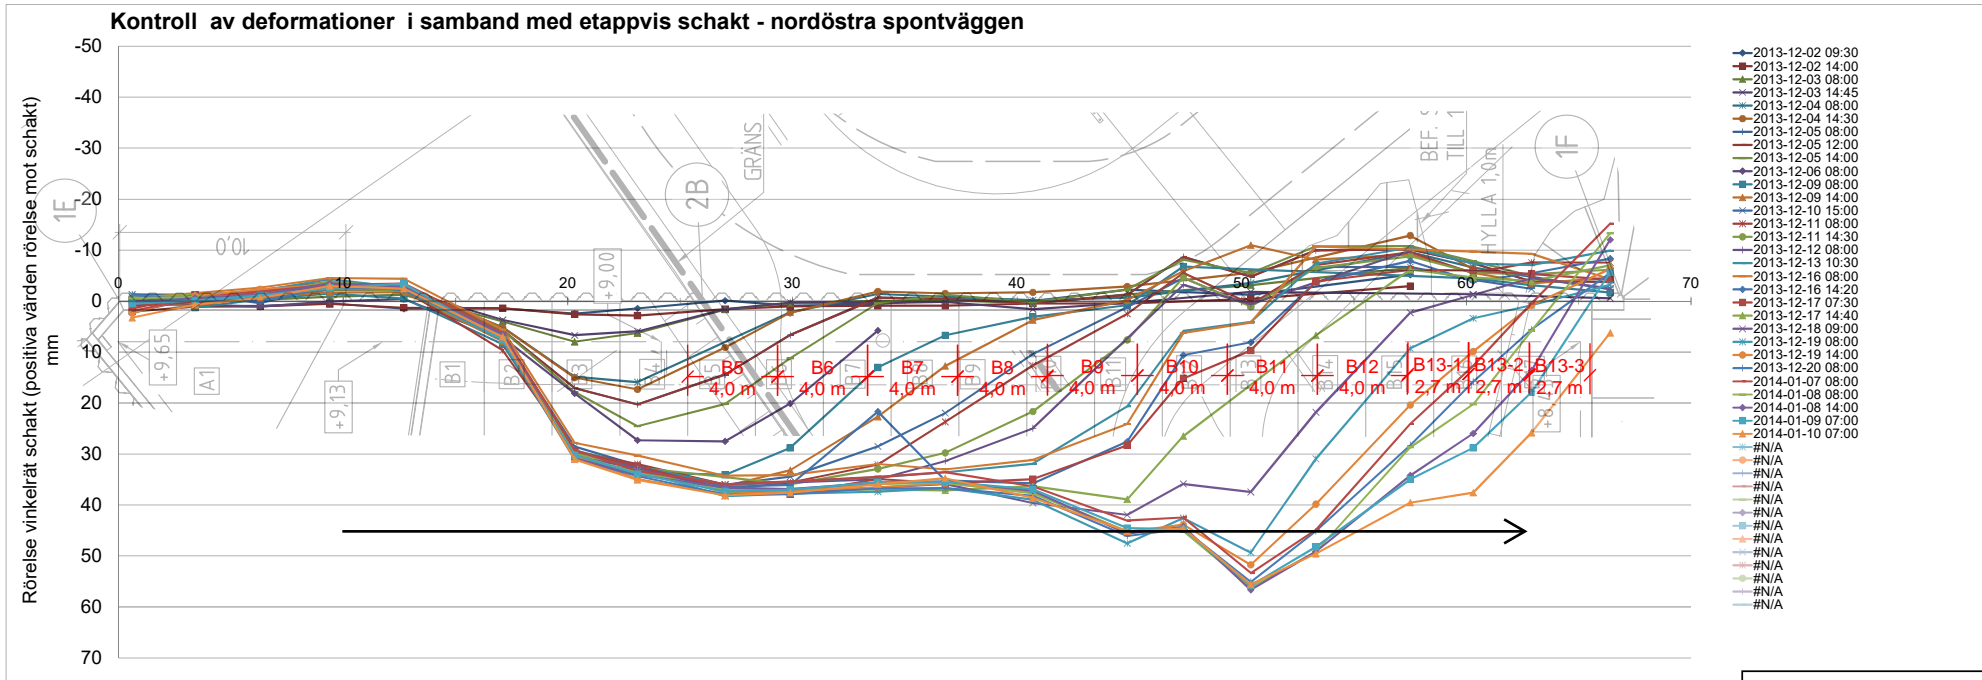 Kontroll av deformationer i samband med etappvis schakt - nordöstra spontväggen
Rörelse vinkelrät schakt (positiva värden rörelse mot schakt)
mm
-50
-40
-30
-20
-10
0
10
20
30
40
50
60
70
0
10
20
30
40
50
60
70
1E
10,0
+9,65
A1
+9,13
B1
B2
B3
+9,00
2B
GRÄNS
B9
B11
BEF. S
TILL 1
HYLLA 1,0m
1F
B5
4,0 m
B6
4,0 m
B7
4,0 m
B8
4,0 m
B9
4,0 m
B10
4,0 m
B11
4,0 m
B12
4,0 m
B13-1
2,7 m
B13-2
2,7 m
B13-3
2,7 m
2013-12-02 09:30
2013-12-02 14:00
2013-12-03 08:00
2013-12-03 14:45
2013-12-04 08:00
2013-12-04 14:30
2013-12-05 08:00
2013-12-05 12:00
2013-12-05 14:00
2013-12-06 08:00
2013-12-09 08:00
2013-12-09 14:00
2013-12-10 15:00
2013-12-11 08:00
2013-12-11 14:30
2013-12-12 08:00
2013-12-13 10:30
2013-12-16 08:00
2013-12-16 14:20
2013-12-17 07:30
2013-12-17 14:40
2013-12-18 09:00
2013-12-19 08:00
2013-12-19 14:00
2013-12-20 08:00
2014-01-07 08:00
2014-01-08 08:00
2014-01-08 14:00
2014-01-09 07:00
2014-01-10 07:00
#N/A
#N/A
#N/A
#N/A
#N/A
#N/A
#N/A
#N/A
#N/A
#N/A
#N/A
#N/A
#N/A